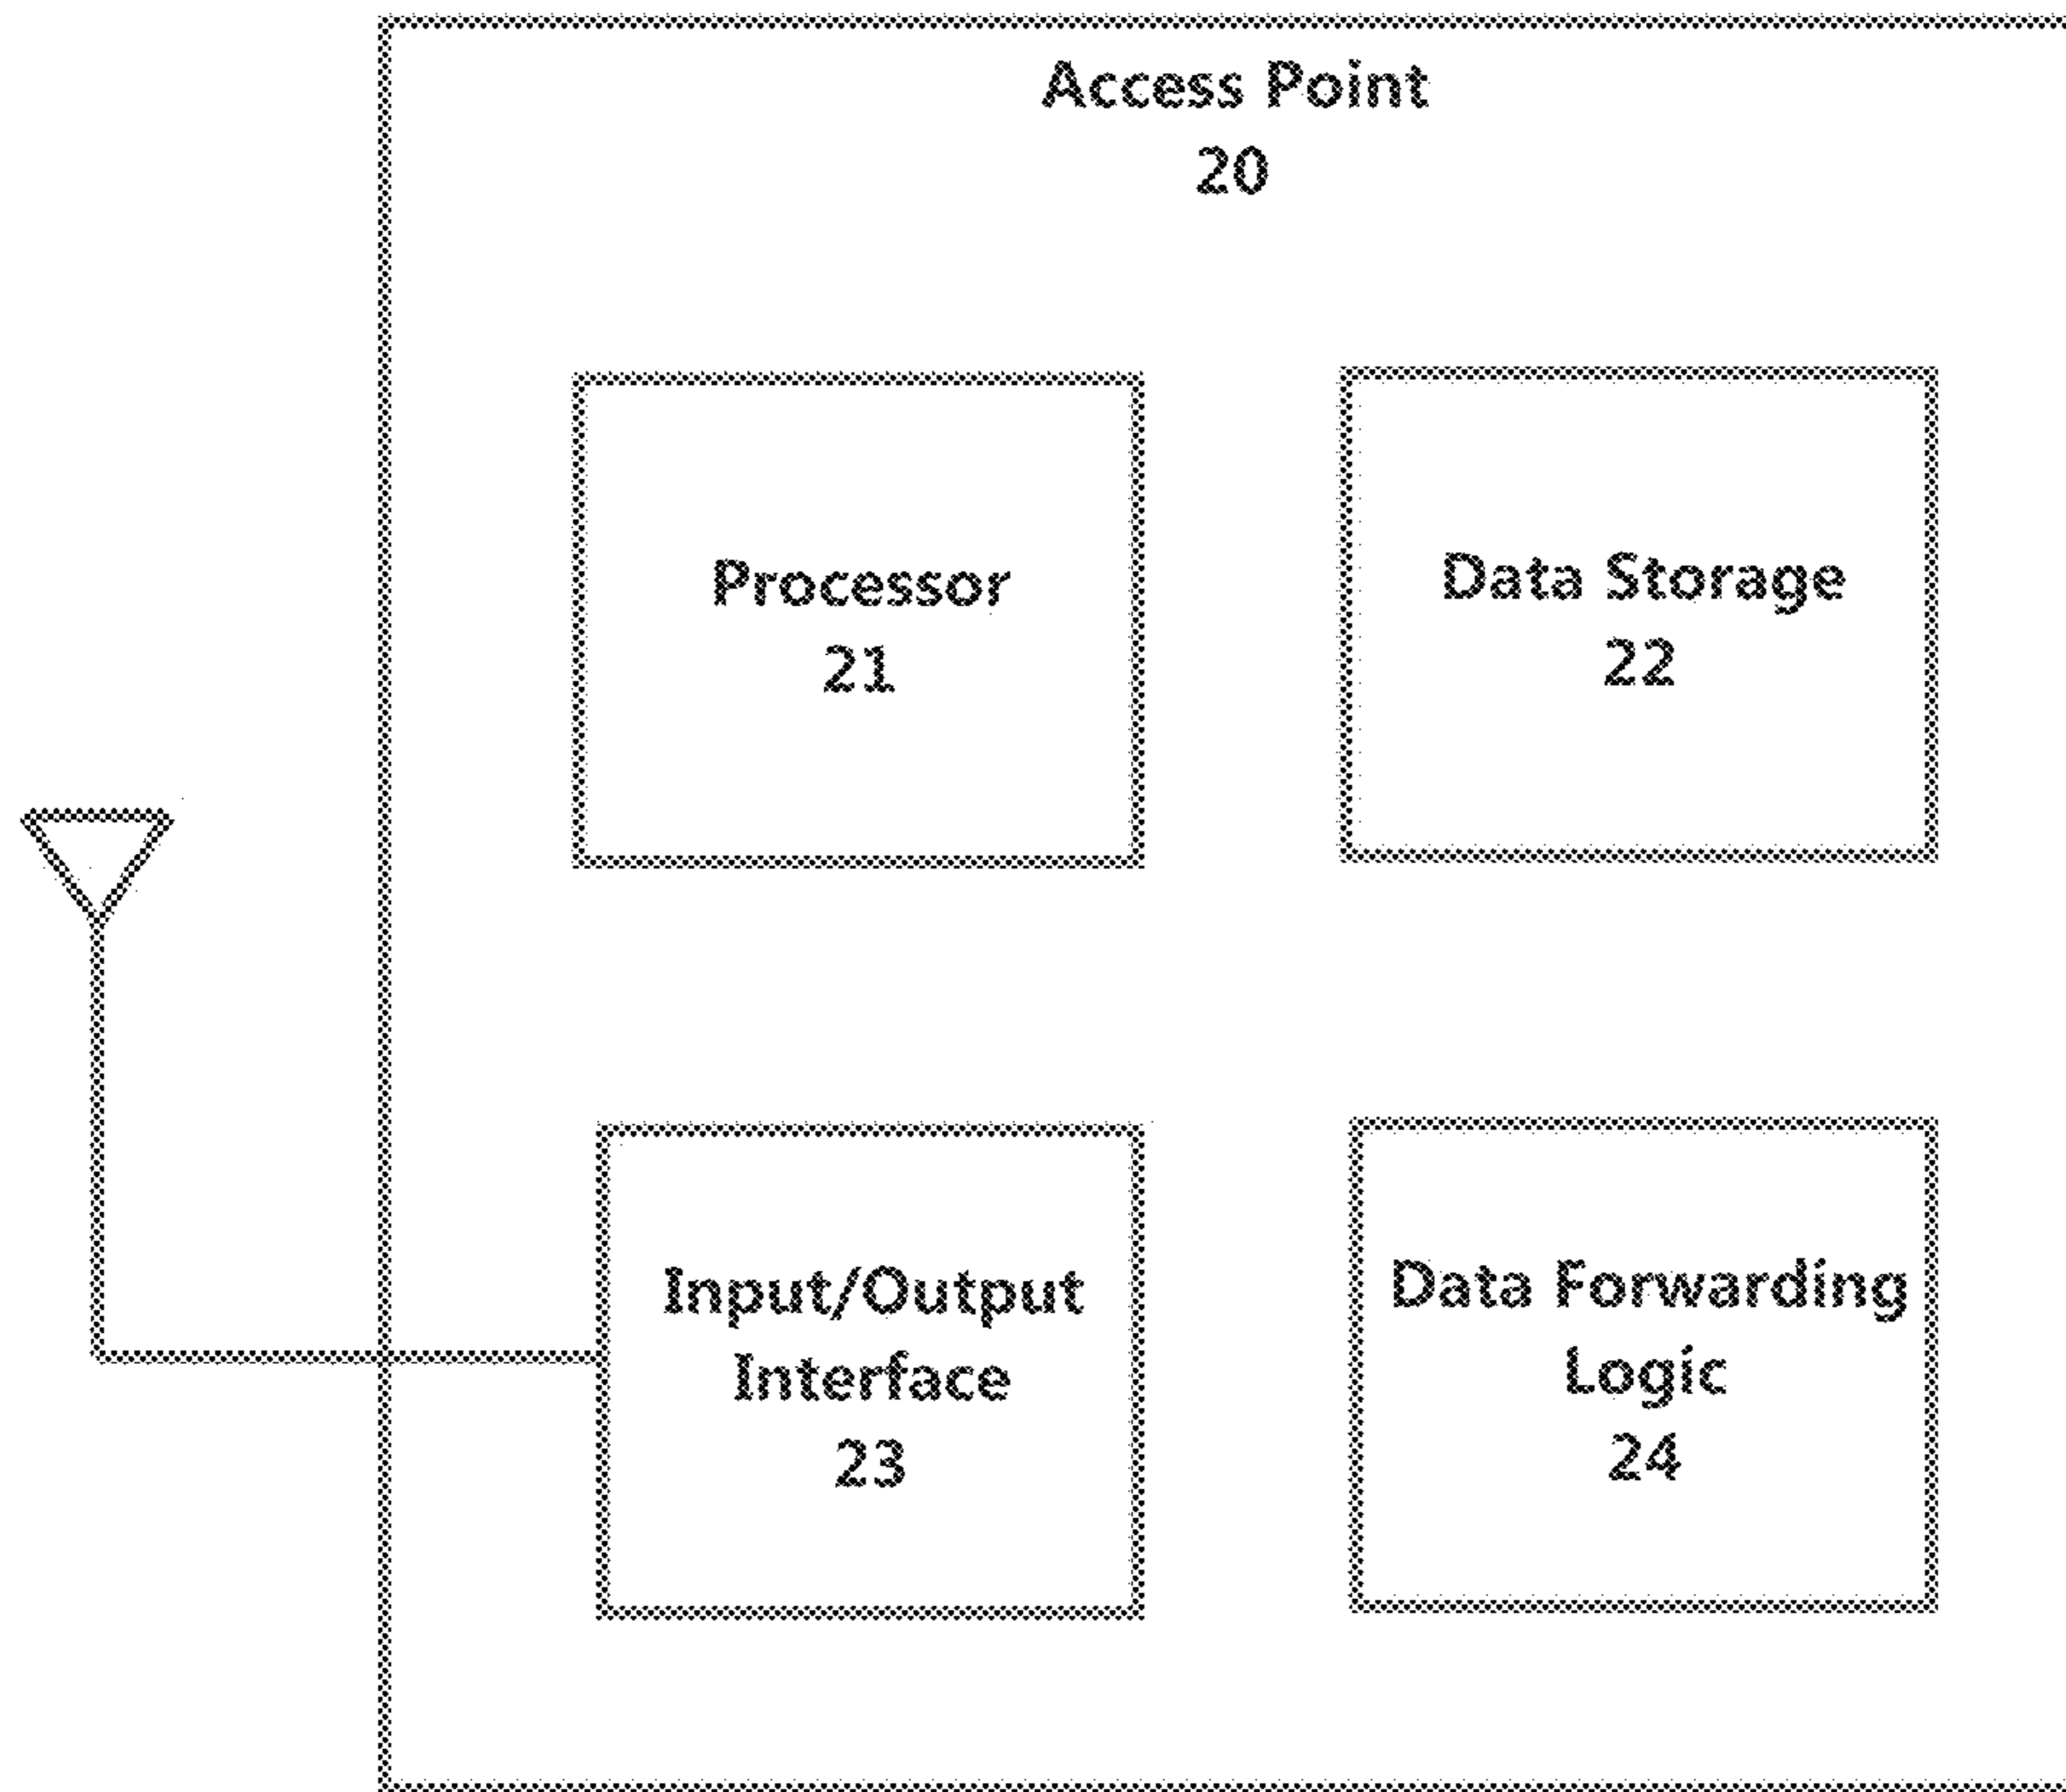 Access Point
20
Processor
21
Data Storage
22
Input/Output
Interface
23
Data Forwarding
Logic
24